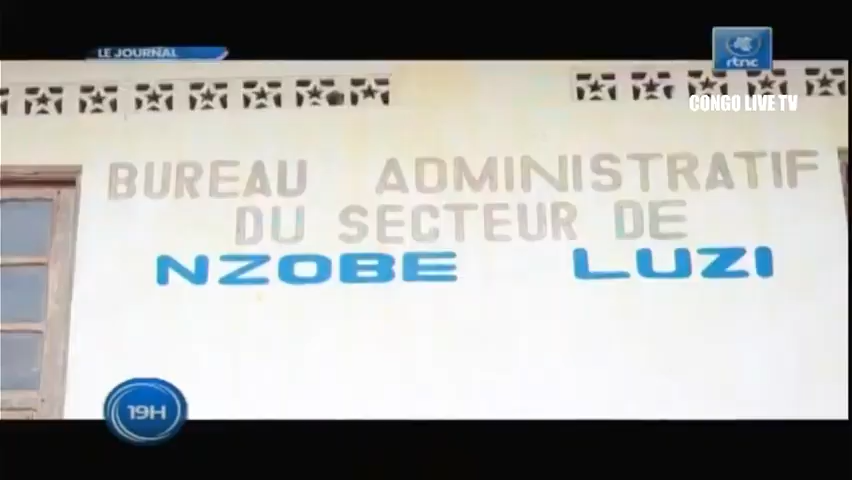 LE JOURNAL
rtnc
CONGO LIVE TV
BUREAU ADMINISTRATIF
DU SECTEUR DE
NZOBE LUZI
19H